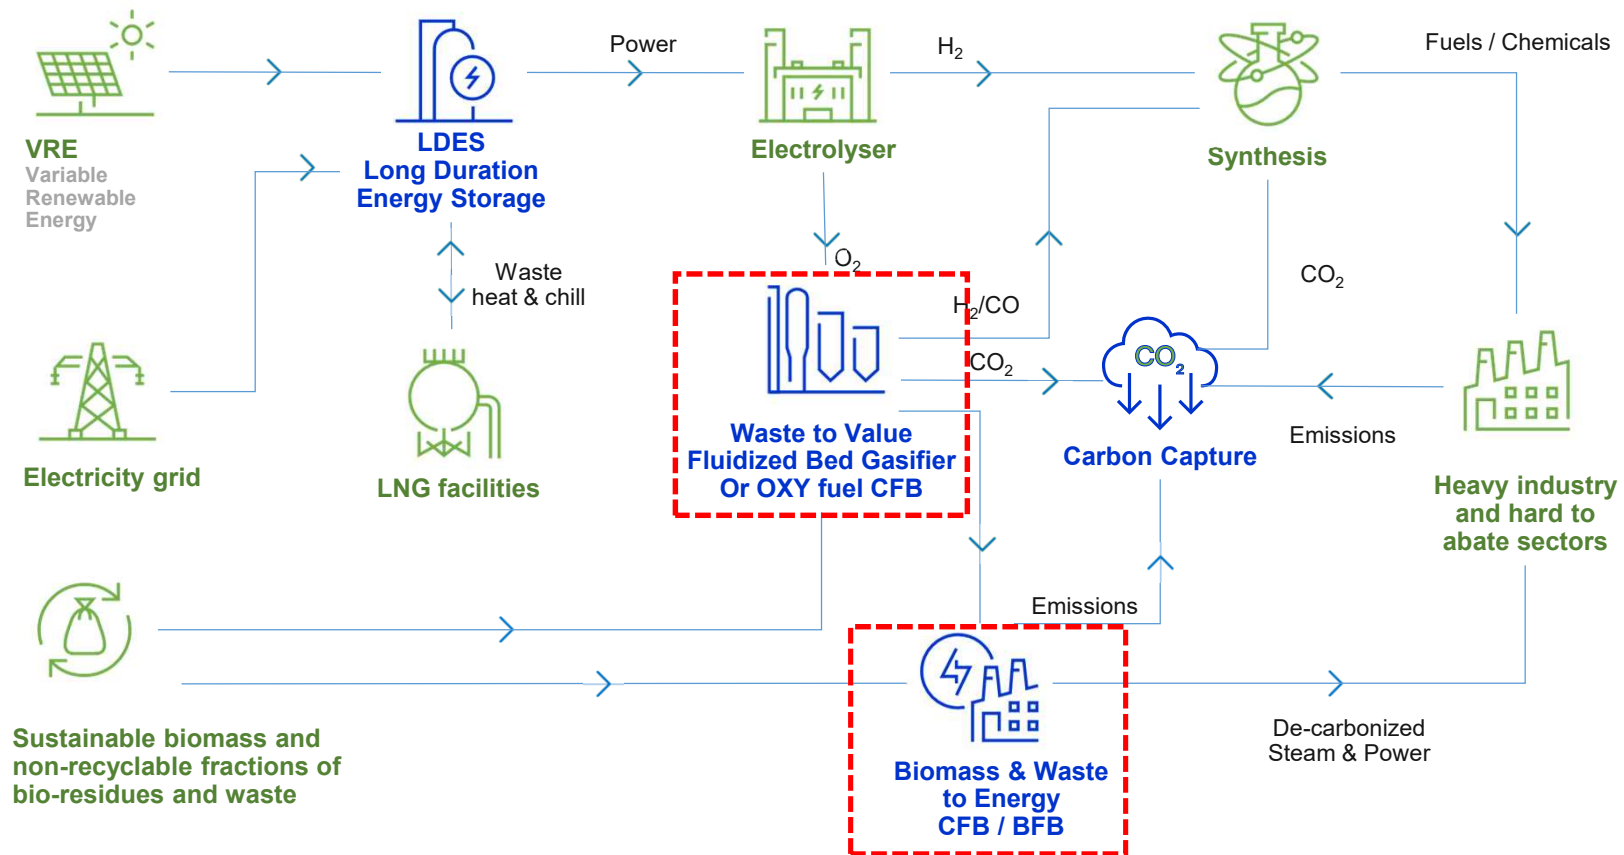 VRE
Variable
Renewable
Energy
LDES
Long Duration
Energy Storage
Power
Electrolyser
H₂
Synthesis
Fuels / Chemicals
Waste
heat & chill
O₂
H₂/CO
CO₂
CO₂
CO₂
Electricity grid
LNG facilities
Waste to Value
Fluidized Bed Gasifier
Or OXY fuel CFB
Carbon Capture
Emissions
Heavy industry
and hard to
abate sectors
Emissions
Sustainable biomass and
non-recyclable fractions of
bio-residues and waste
Biomass & Waste
to Energy
CFB / BFB
De-carbonized
Steam & Power